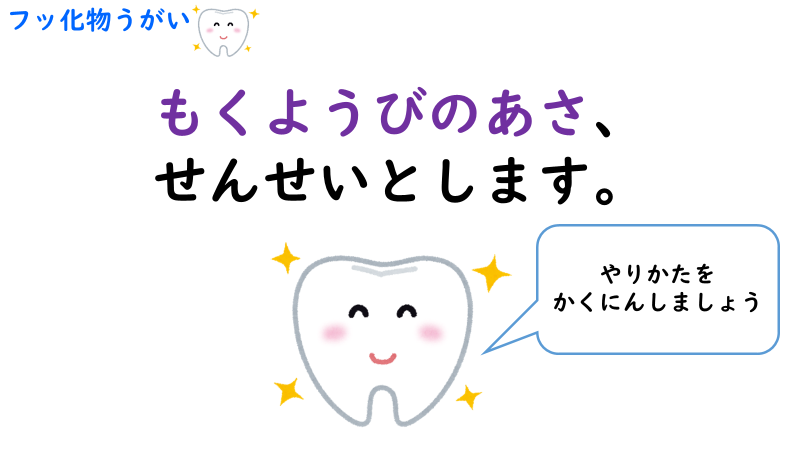 フッ化物うがい
もくようびのあさ、
せんせいとします。
やりかたを
かくにんしましょう